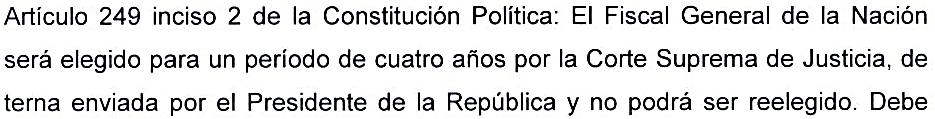 Artículo 249 inciso 2 de la Constitución Política: El Fiscal General de la Nación
será elegido para un período de cuatro años por la Corte Suprema de Justicia, de
terna enviada por el Presidente de la República y no podrá ser reelegido. Debe